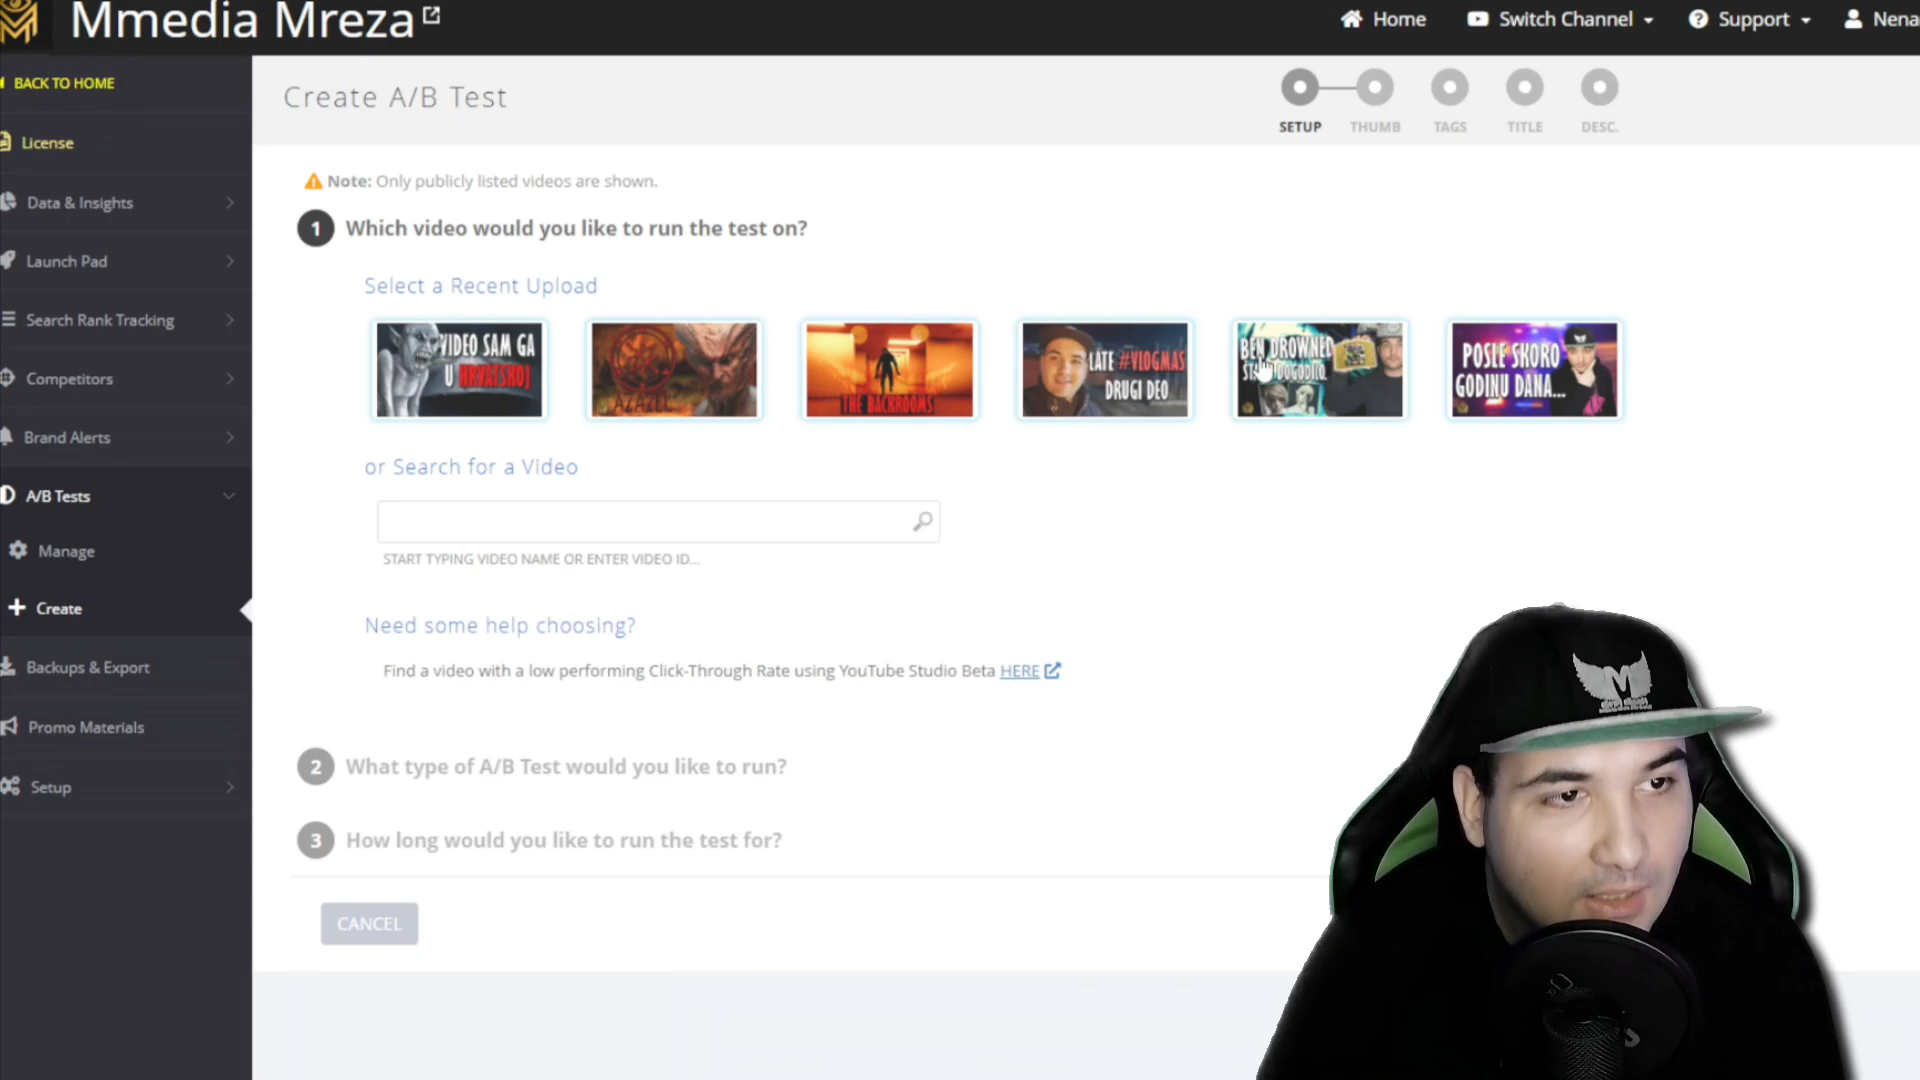 Mmedia Mreza
Home
Switch Channel
Support
Nena
BACK TO HOME
License
Data & Insights
Launch Pad
Search Rank Tracking
Competitors
Brand Alerts
A/B Tests
Manage
Create
Backups & Export
Promo Materials
Setup
Create A/B Test
SETUP
THUMB
TAGS
TITLE
DESC.
Note: Only publicly listed videos are shown.
1 Which video would you like to run the test on?
Select a Recent Upload
VIDEO SAM GA
U HRVATSKOJ
AZAZEL
THE BACKROOMS
LATE #VLOGMAS
DRUGI DEO
BEN DROWNED
POSLE SKORO
GODINU DANA...
or Search for a Video
START TYPING VIDEO NAME OR ENTER VIDEO ID...
Need some help choosing?
Find a video with a low performing Click-Through Rate using YouTube Studio Beta HERE
2 What type of A/B Test would you like to run?
3 How long would you like to run the test for?
CANCEL
M